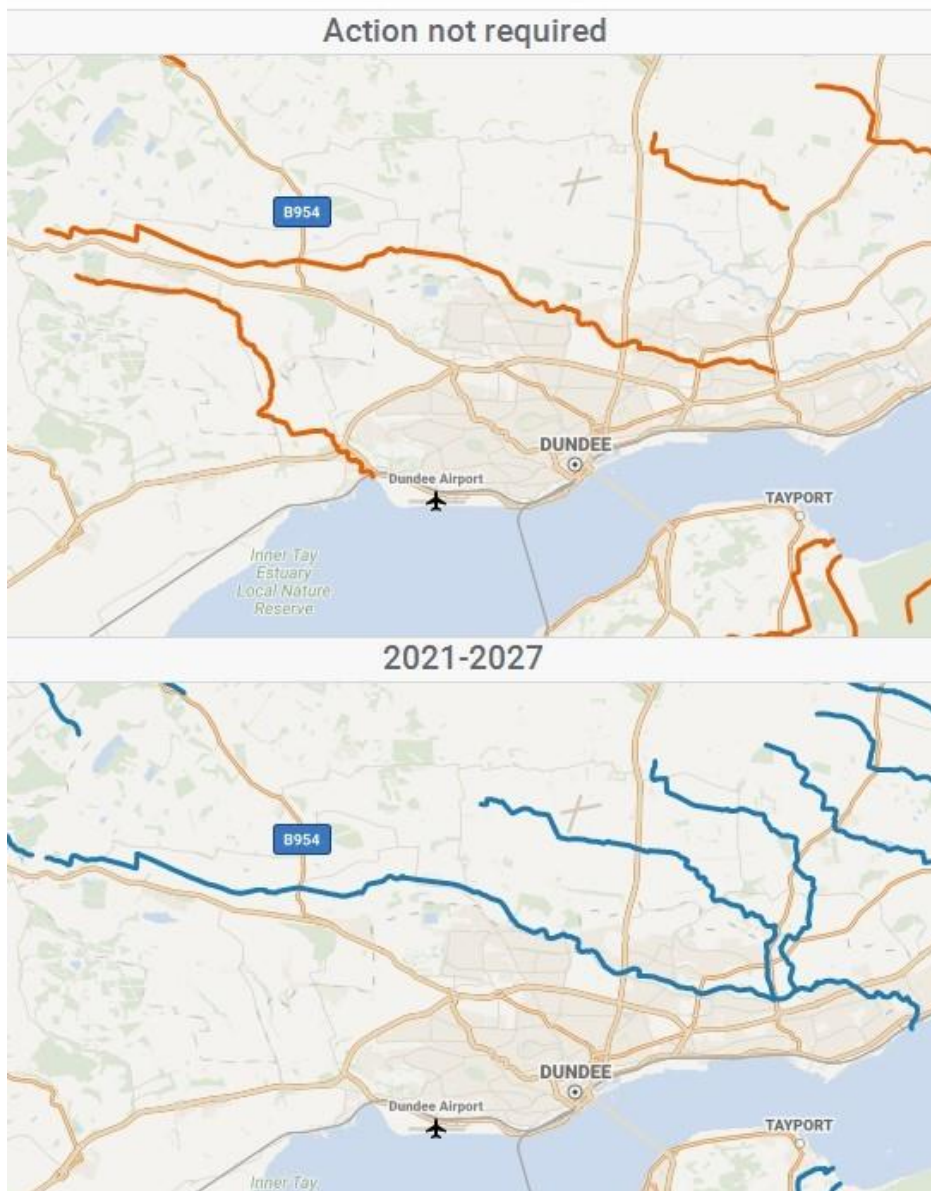 Action not required
B954
DUNDEE
Dundee Airport
TAYPORT
Inner Tay
Estuary
Local Nature
Reserve
2021-2027
B954
DUNDEE
Dundee Airport
TAYPORT
Inner Tay